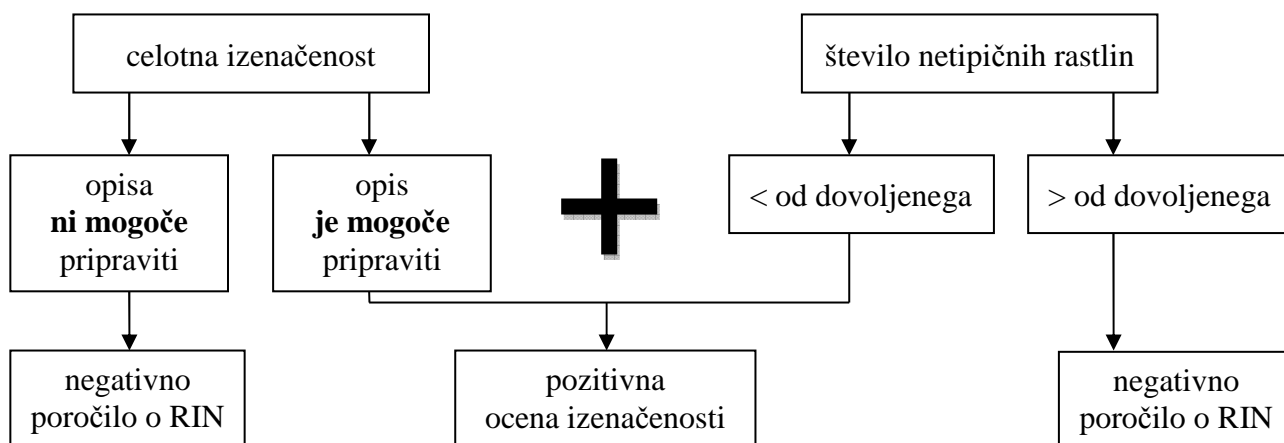 celotna izenačenost
število netipičnih rastlin
opisa
ni mogoče
pripraviti
opis
je mogoče
pripraviti
< od dovoljenega
> od dovoljenega
negativno
poročilo o RIN
pozitivna
ocena izenačenosti
negativno
poročilo o RIN